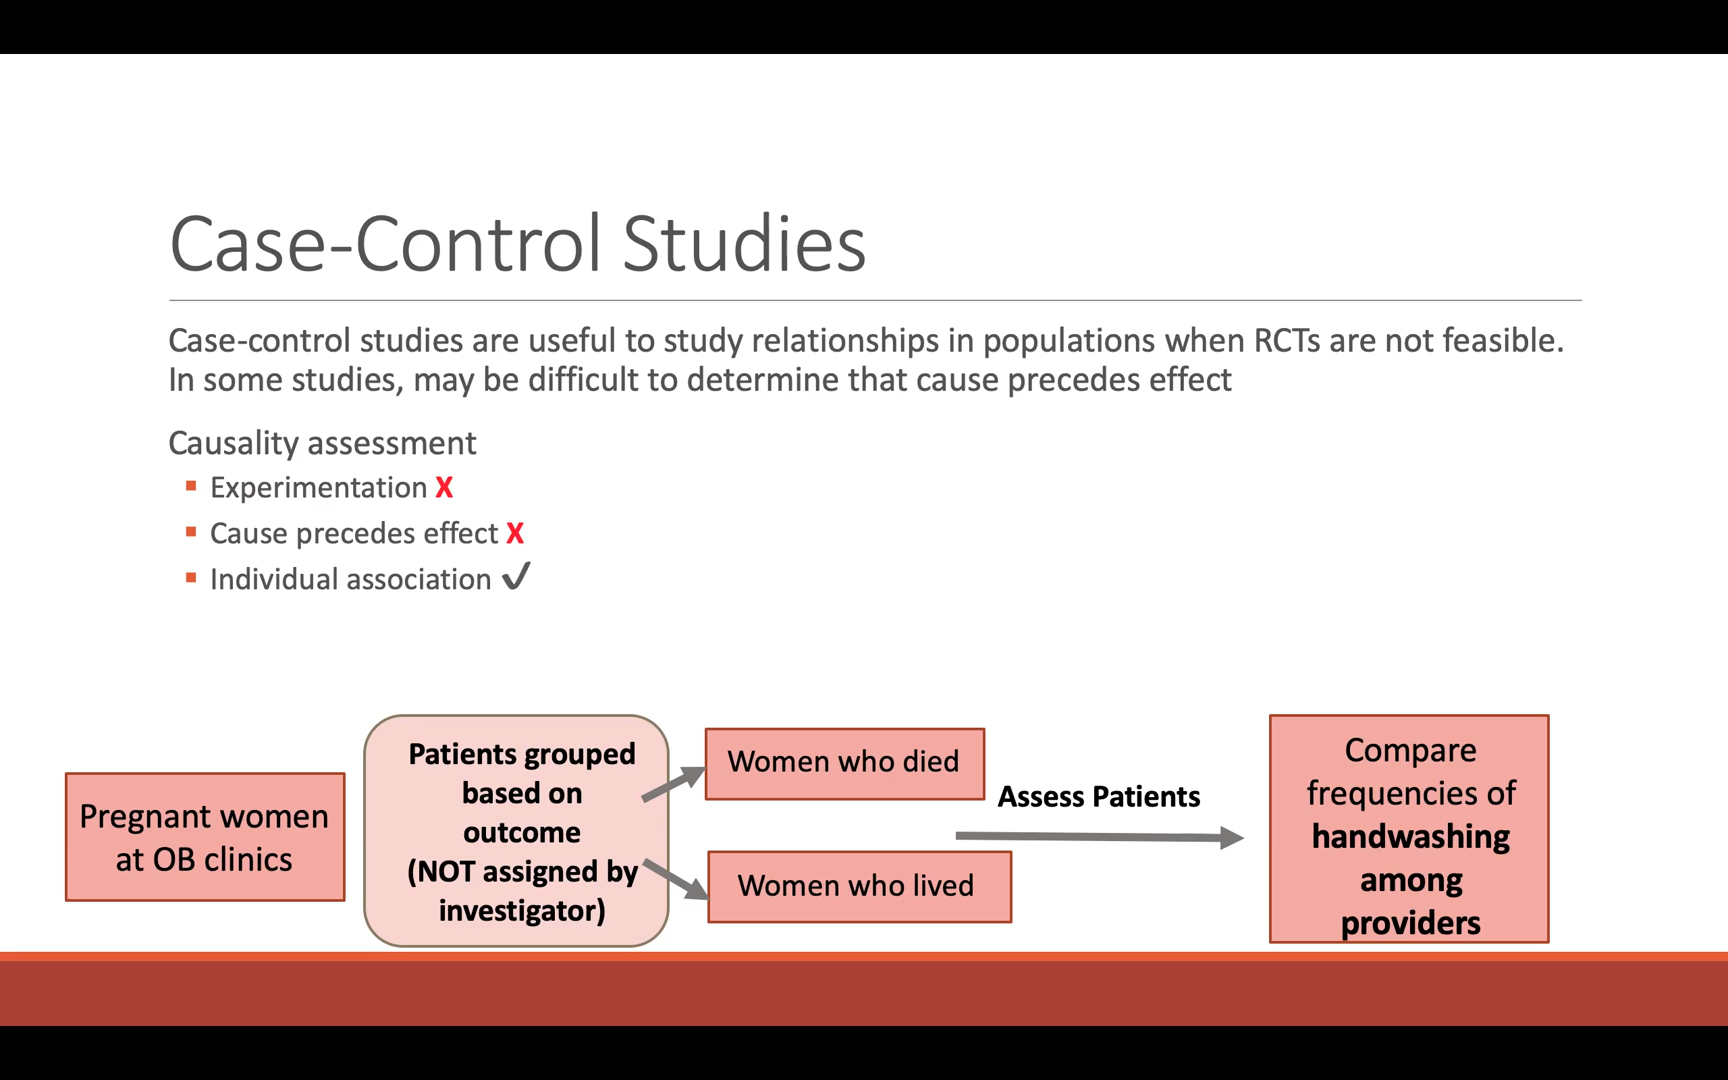 Case-Control Studies
Case-control studies are useful to study relationships in populations when RCTs are not feasible.
In some studies, may be difficult to determine that cause precedes effect
Causality assessment
▪ Experimentation X
▪ Cause precedes effect X
▪ Individual association ✓
Pregnant women
at OB clinics
Patients grouped
based on
outcome
(NOT assigned by
investigator)
Women who died
Women who lived
Assess Patients
Compare
frequencies of
handwashing
among
providers